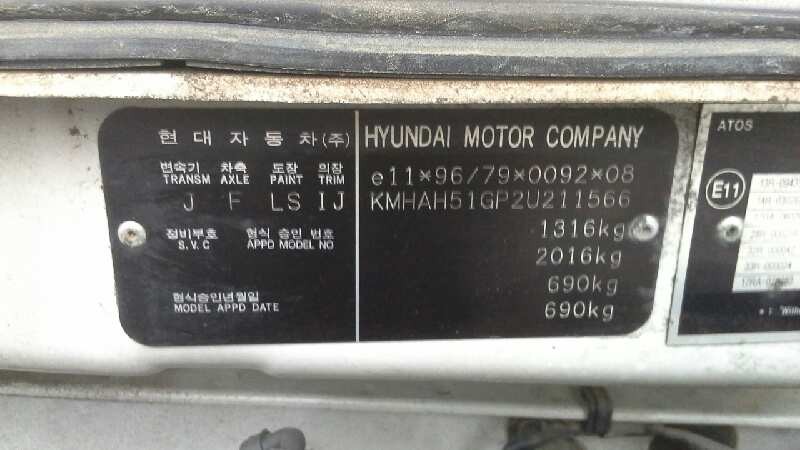 현대자동차(주)
HYUNDAI MOTOR COMPANY
변속기 차축 도장 의장
TRANSM AXLE PAINT TRIM
J F LS IJ
정비부호 형식 승인 번호
S.V.C APPD MODEL NO
형식승인년월일
MODEL APPD DATE
e11*96/79*0092*08
KMHAH51GP2U211566
1316kg
2016kg
690kg
690kg
ATOS
E11